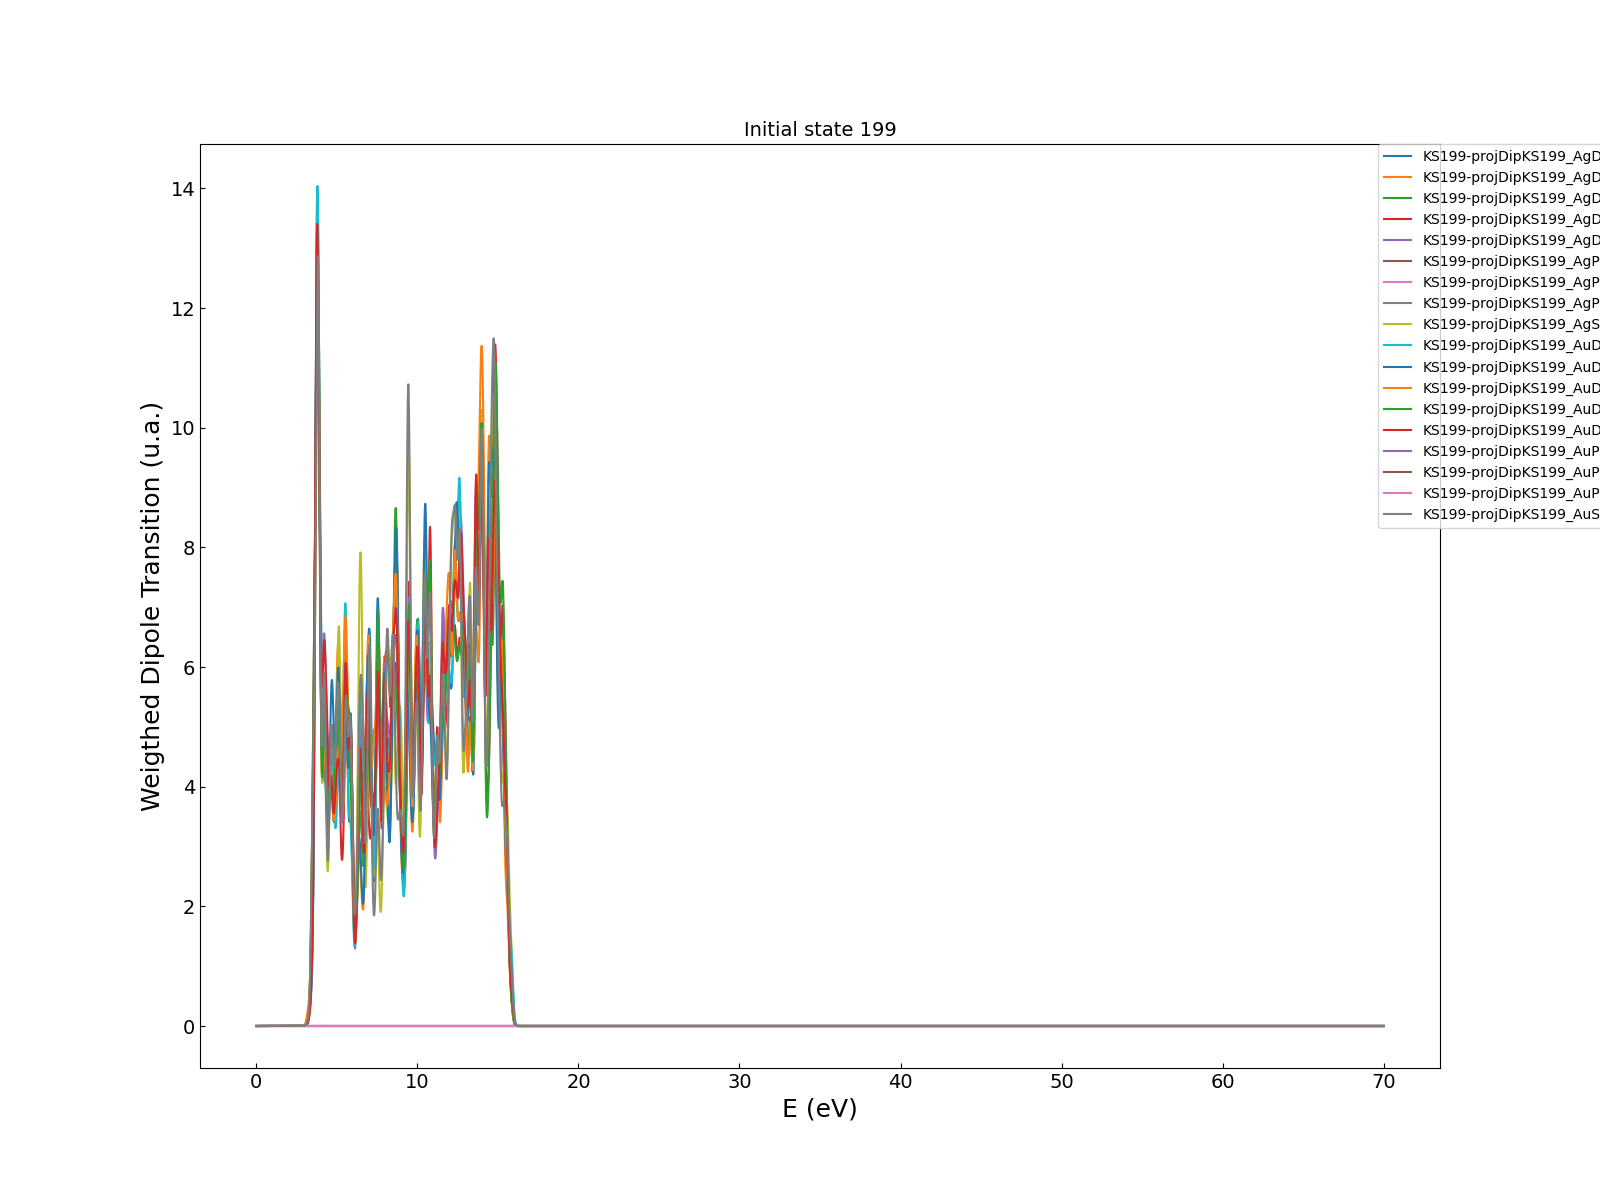 Initial state 199
KS199-projDipKS199_AgD
KS199-projDipKS199_AgD
KS199-projDipKS199_AgD
KS199-projDipKS199_AgD
KS199-projDipKS199_AgD
KS199-projDipKS199_AgP
KS199-projDipKS199_AgP
KS199-projDipKS199_AgP
KS199-projDipKS199_AgS
KS199-projDipKS199_AuD
KS199-projDipKS199_AuD
KS199-projDipKS199_AuD
KS199-projDipKS199_AuD
KS199-projDipKS199_AuD
KS199-projDipKS199_AuP
KS199-projDipKS199_AuP
KS199-projDipKS199_AuP
KS199-projDipKS199_AuS
Weigthed Dipole Transition (u.a.)
14
12
10
8
6
4
2
0
0 10 20 30 40 50 60 70
E (eV)